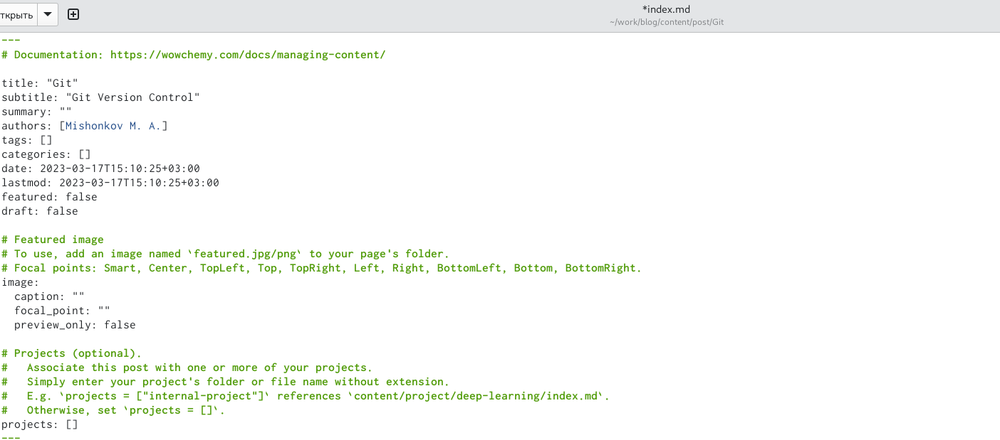 ткрыть
*index.md
~/work/blog/content/post/Git
---
# Documentation: https://wowchemy.com/docs/managing-content/
title: "Git"
subtitle: "Git Version Control"
summary: ""
authors: [Mishonkov M. A.]
tags: []
categories: []
date: 2023-03-17T15:10:25+03:00
lastmod: 2023-03-17T15:10:25+03:00
featured: false
draft: false
# Featured image
# To use, add an image named `featured.jpg/png` to your page's folder.
# Focal points: Smart, Center, TopLeft, Top, TopRight, Left, Right, BottomLeft, Bottom, BottomRight.
image:
  caption: ""
  focal_point: ""
  preview_only: false
# Projects (optional).
#   Associate this post with one or more of your projects.
#   Simply enter your project's folder or file name without extension.
#   E.g. `projects = ["internal-project"]` references `content/project/deep-learning/index.md`.
#   Otherwise, set `projects = []`.
projects: []
---